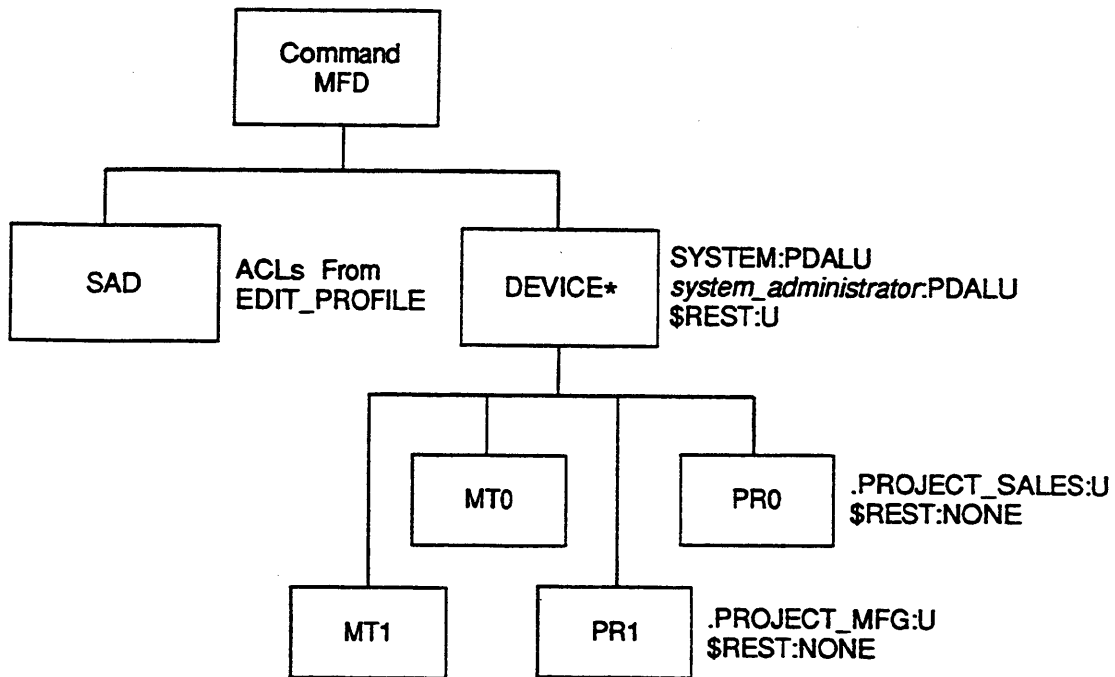 Command
MFD
SAD
ACLs From
EDIT_PROFILE
DEVICE*
SYSTEM:PDALU
system_administrator:PDALU
$REST:U
MT0
PR0
.PROJECT_SALES:U
$REST:NONE
MT1
PR1
.PROJECT_MFG:U
$REST:NONE